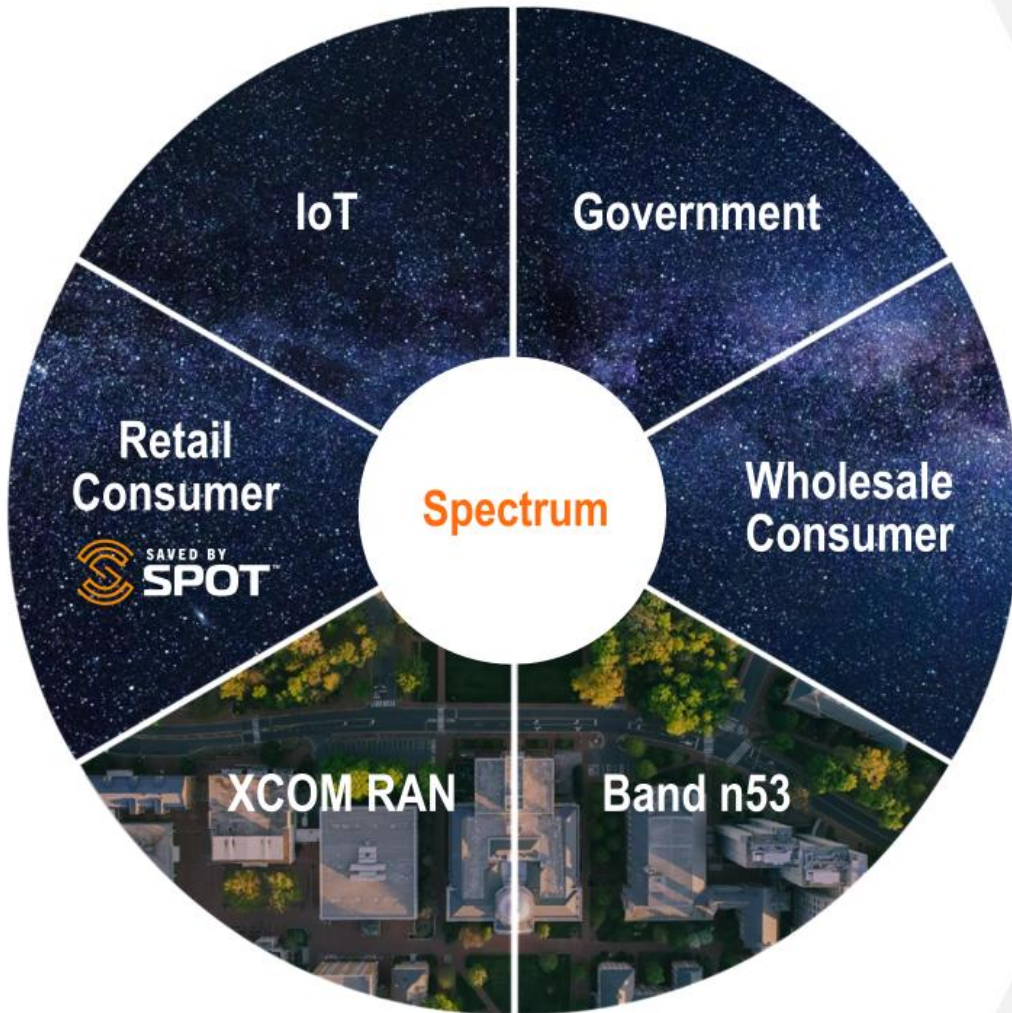 IoT
Government
Retail
Consumer
SAVED BY
SPOT
Spectrum
Wholesale
Consumer
XCOM RAN
Band n53